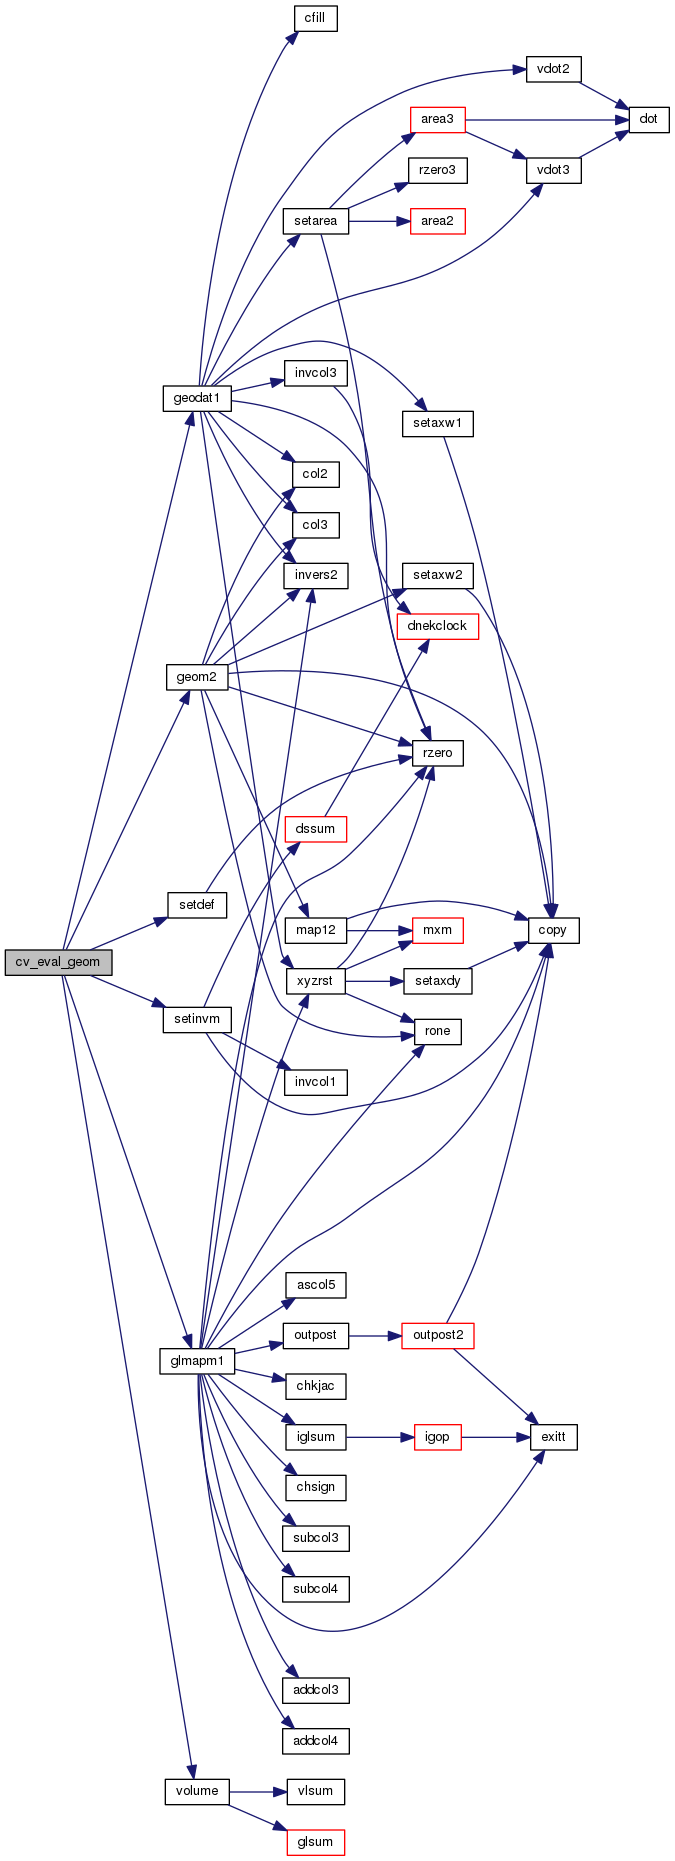 cfill
vdot2
area3
dot
rzero3
vdot3
setarea
area2
invcol3
geodat1
setaxw1
col2
col3
invers2
setaxw2
dnekclock
geom2
rzero
dssum
setdef
map12
mxm
copy
cv_eval_geom
xyzrst
setaxdy
setinvm
rone
invcol1
ascol5
outpost
outpost2
glmapm1
chkjac
iglsum
igop
exitt
chsign
subcol3
subcol4
addcol3
addcol4
volume
vlsum
glsum